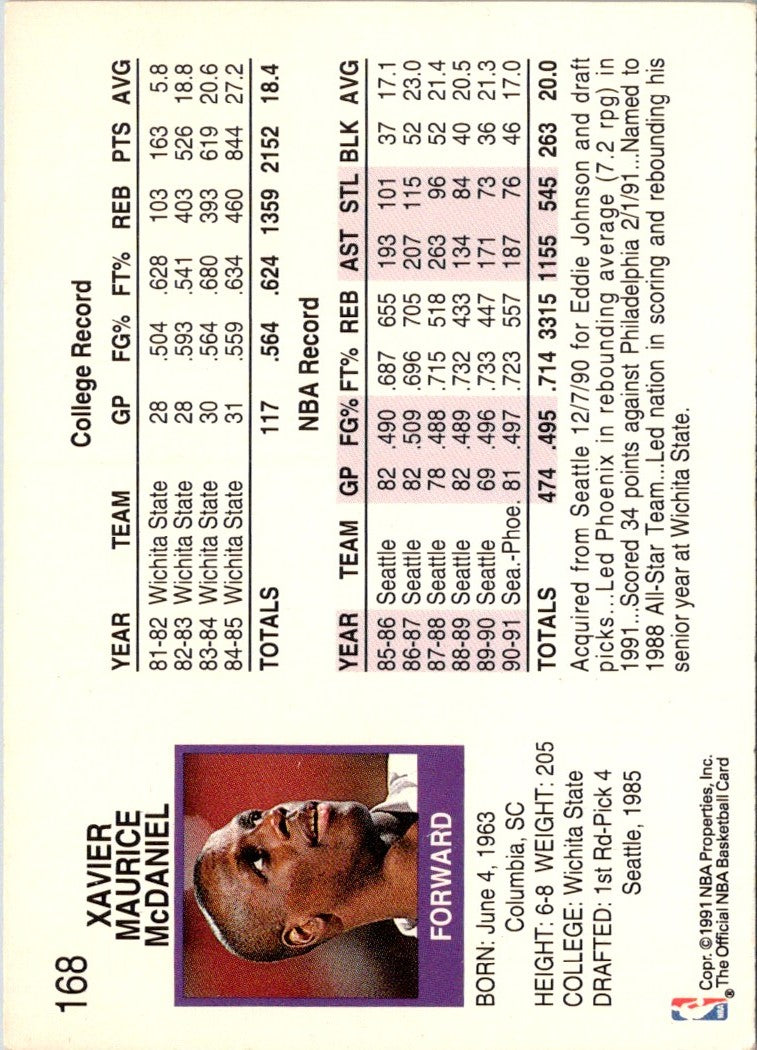 168
XAVIER
MAURICE
McDANIEL
FORWARD
BORN: June 4, 1963
Columbia, SC
HEIGHT: 6-8 WEIGHT: 205
COLLEGE: Wichita State
DRAFTED: 1st Rd-Pick 4
Seattle, 1985
College Record
YEAR TEAM GP FG% FT% REB PTS AVG
81-82 Wichita State 28 .504 .628 103 163 5.8
82-83 Wichita State 28 .593 .541 403 526 18.8
83-84 Wichita State 30 .564 .680 393 619 20.6
84-85 Wichita State 31 .559 .634 460 844 27.2
TOTALS 117 .564 .624 1359 2152 18.4
NBA Record
YEAR TEAM GP FG% FT% REB AST STL BLK AVG
85-86 Seattle 82 .490 .687 655 193 101 37 17.1
86-87 Seattle 82 .509 .696 705 207 115 52 23.0
87-88 Seattle 78 .488 .715 518 263 96 52 21.4
88-89 Seattle 82 .489 .732 433 134 84 40 20.5
89-90 Seattle 69 .496 .733 447 171 73 36 21.3
90-91 Sea.-Phoe. 81 .497 .723 557 187 76 46 17.0
TOTALS 474 .495 .714 3315 1155 545 263 20.0
Acquired from Seattle 12/7/90 for Eddie Johnson and draft
picks...Led Phoenix in rebounding average (7.2 rpg) in
1991...Scored 34 points against Philadelphia 2/1/91...Named to
1988 All-Star Team...Led nation in scoring and rebounding his
senior year at Wichita State.
NBA
®
Copr. ©1991 NBA Properties, Inc.
The Official NBA Basketball Card